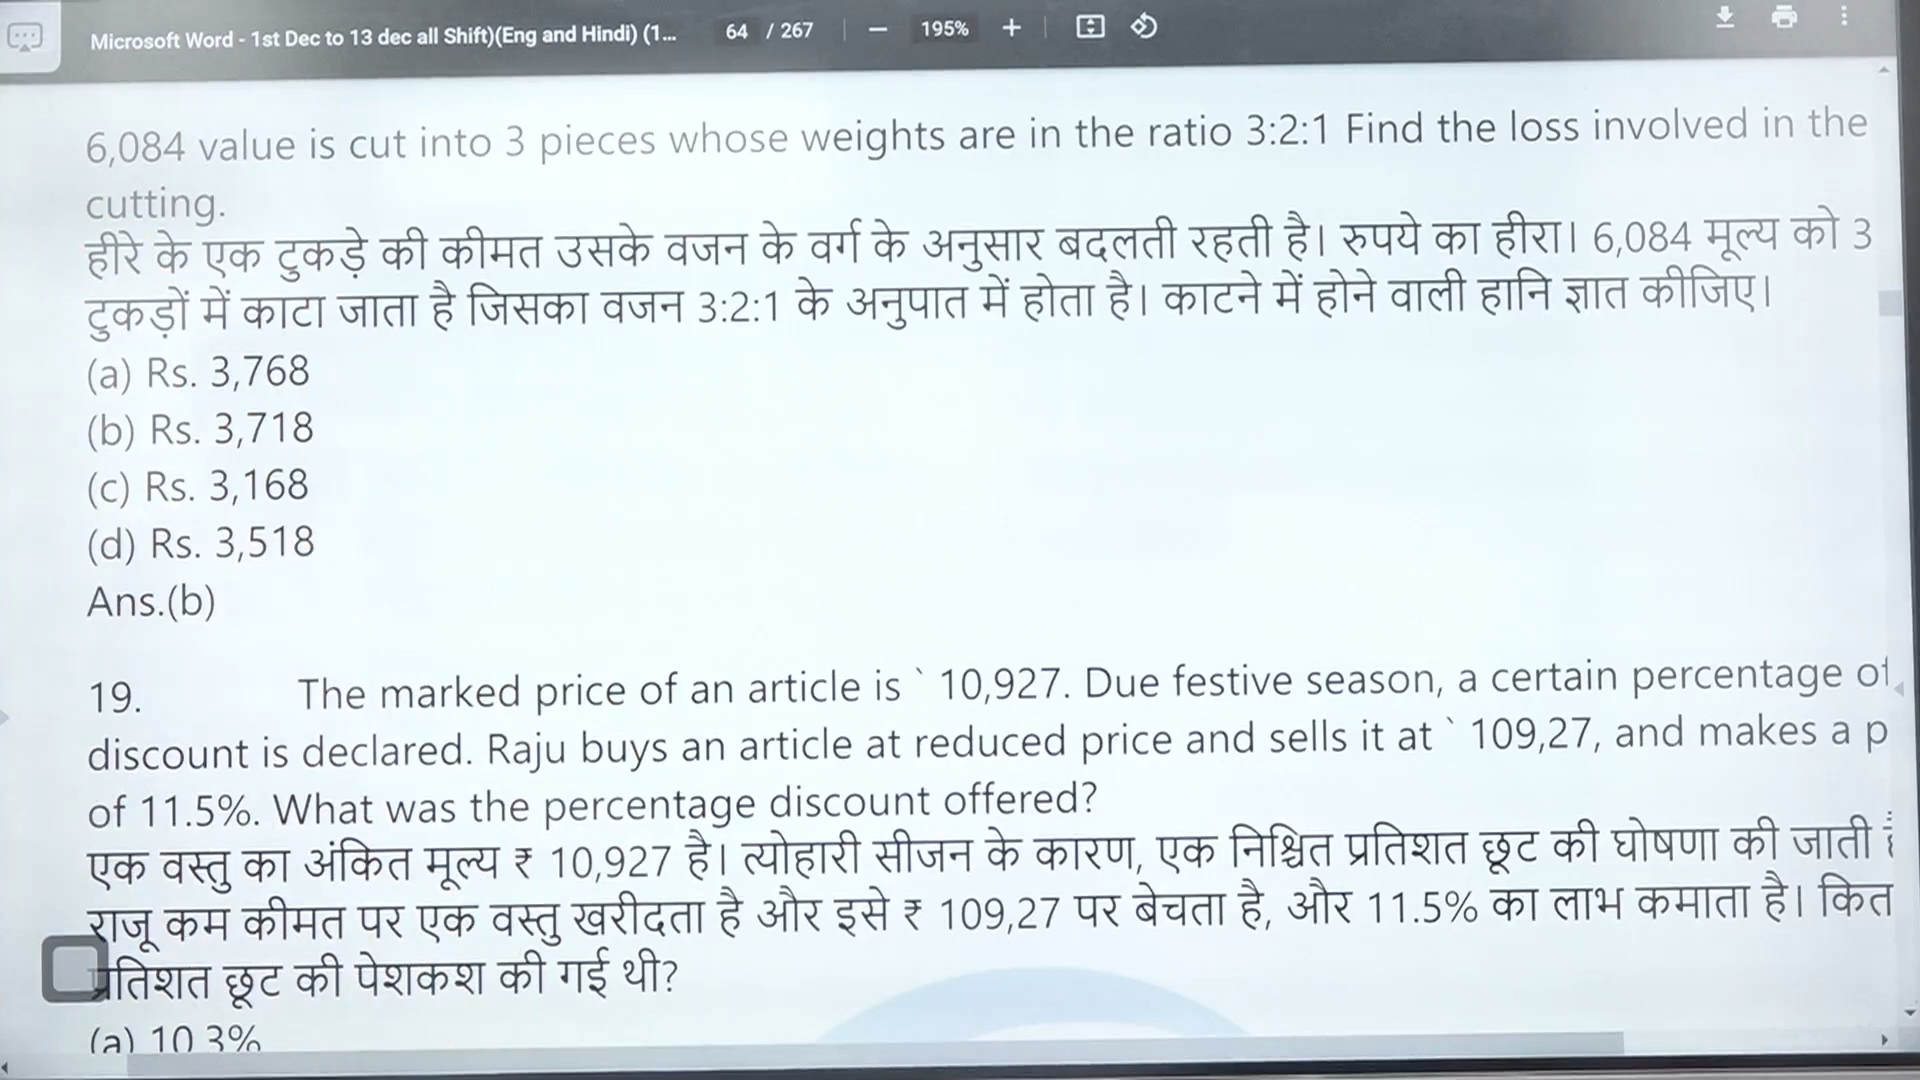 Microsoft Word - 1st Dec to 13 dec all Shift)(Eng and Hindi) (1... 64 / 267 195%
6,084 value is cut into 3 pieces whose weights are in the ratio 3:2:1 Find the loss involved in the
cutting.
हीरे के एक टुकड़े की कीमत उसके वजन के वर्ग के अनुसार बदलती रहती है। रुपये का हीरा। 6,084 मूल्य को 3
टुकड़ों में काटा जाता है जिसका वजन 3:2:1 के अनुपात में होता है। काटने में होने वाली हानि ज्ञात कीजिए।
(a) Rs. 3,768
(b) Rs. 3,718
(c) Rs. 3,168
(d) Rs. 3,518
Ans.(b)
19. The marked price of an article is ` 10,927. Due festive season, a certain percentage of
discount is declared. Raju buys an article at reduced price and sells it at ` 109,27, and makes a p
of 11.5%. What was the percentage discount offered?
एक वस्तु का अंकित मूल्य ₹ 10,927 है। त्योहारी सीजन के कारण, एक निश्चित प्रतिशत छूट की घोषणा की जाती
राजू कम कीमत पर एक वस्तु खरीदता है और इसे ₹ 109,27 पर बेचता है, और 11.5% का लाभ कमाता है। कित
प्रतिशत छूट की पेशकश की गई थी?
(a) 10.3%